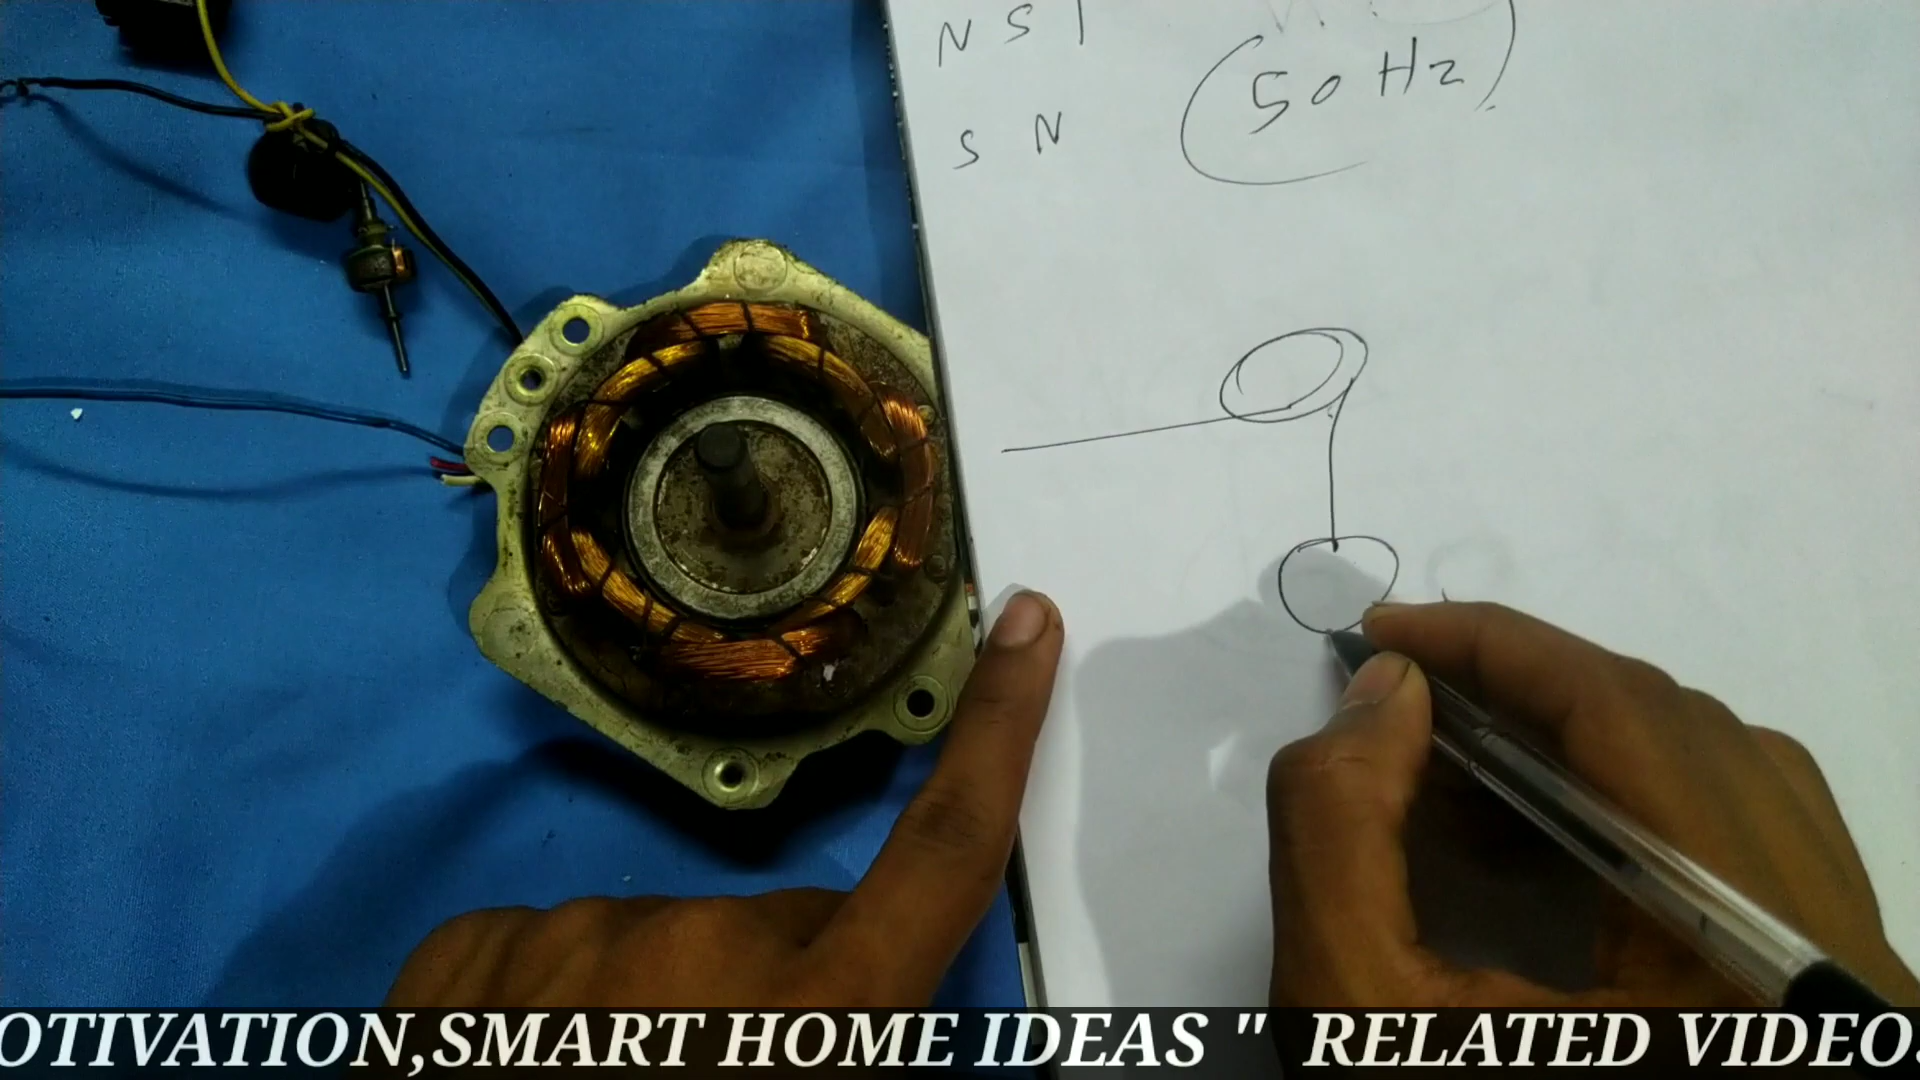 N S
(50 Hz)
S N
OTIVATION,SMART HOME IDEAS " RELATED VIDEO